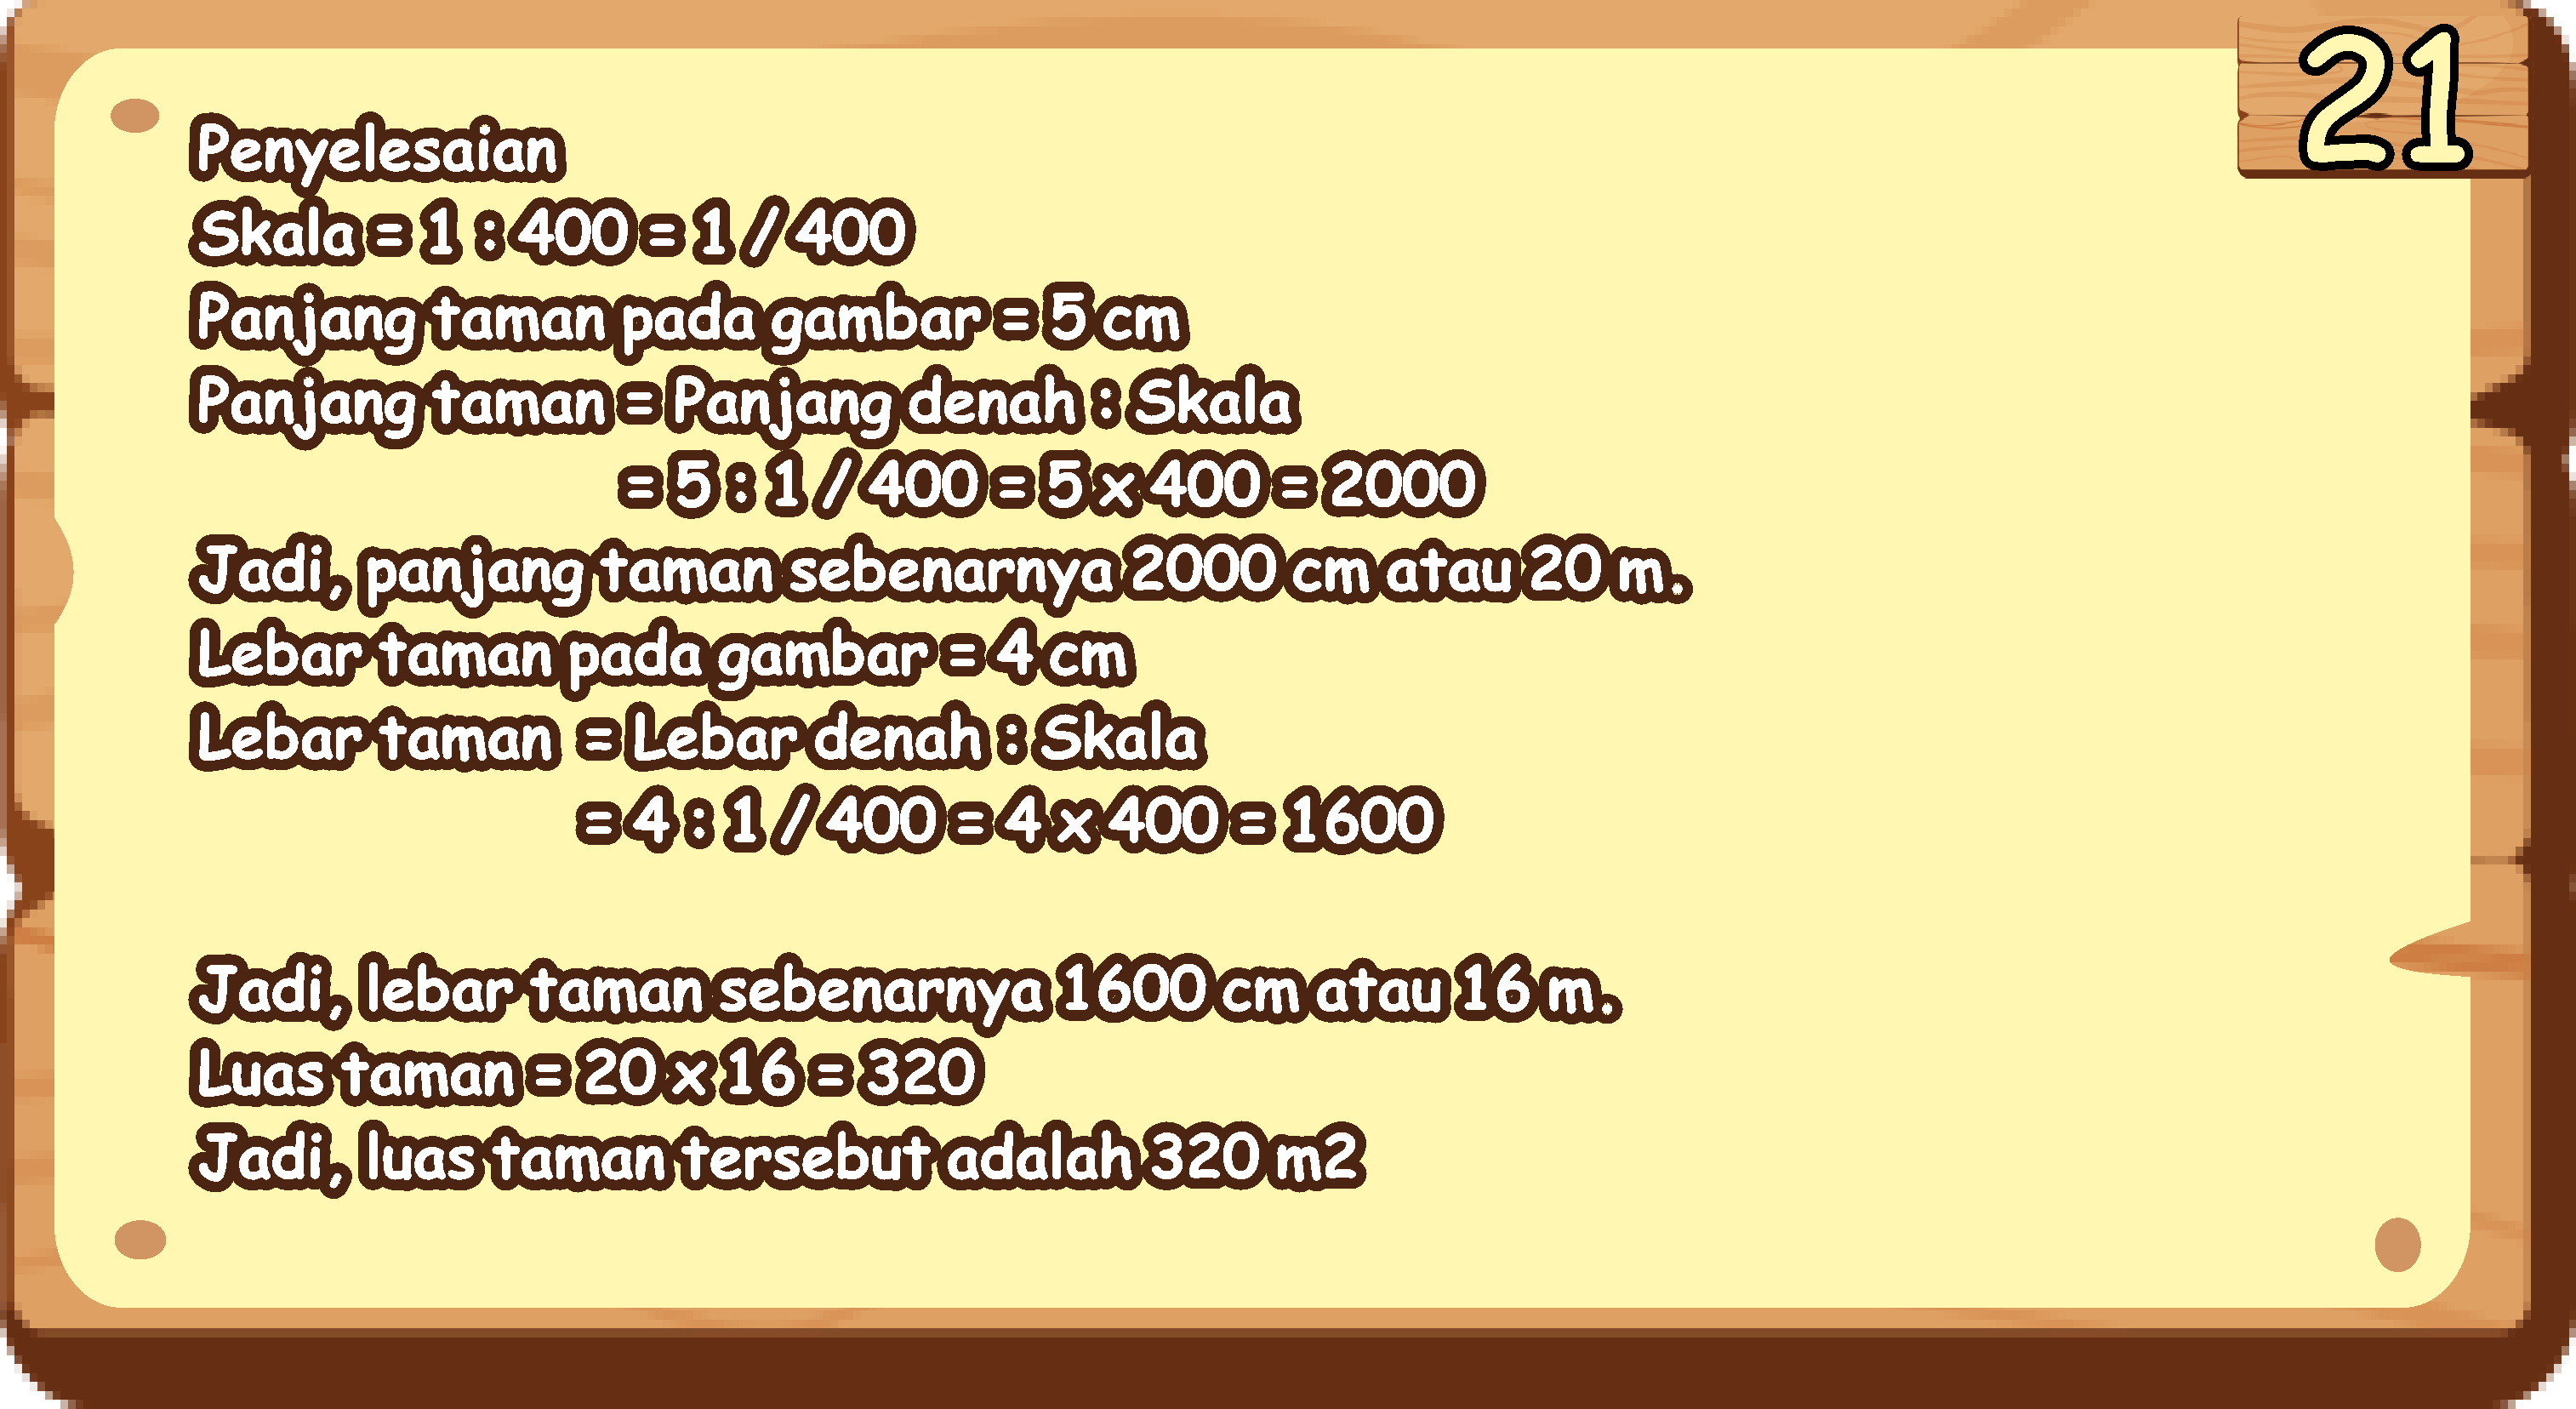 21
Penyelesaian
Skala = 1 : 400 = 1 / 400
Panjang taman pada gambar = 5 cm
Panjang taman = Panjang denah : Skala
= 5 : 1 / 400 = 5 x 400 = 2000
Jadi, panjang taman sebenarnya 2000 cm atau 20 m.
Lebar taman pada gambar = 4 cm
Lebar taman = Lebar denah : Skala
= 4 : 1 / 400 = 4 x 400 = 1600
Jadi, lebar taman sebenarnya 1600 cm atau 16 m.
Luas taman = 20 x 16 = 320
Jadi, luas taman tersebut adalah 320 m2